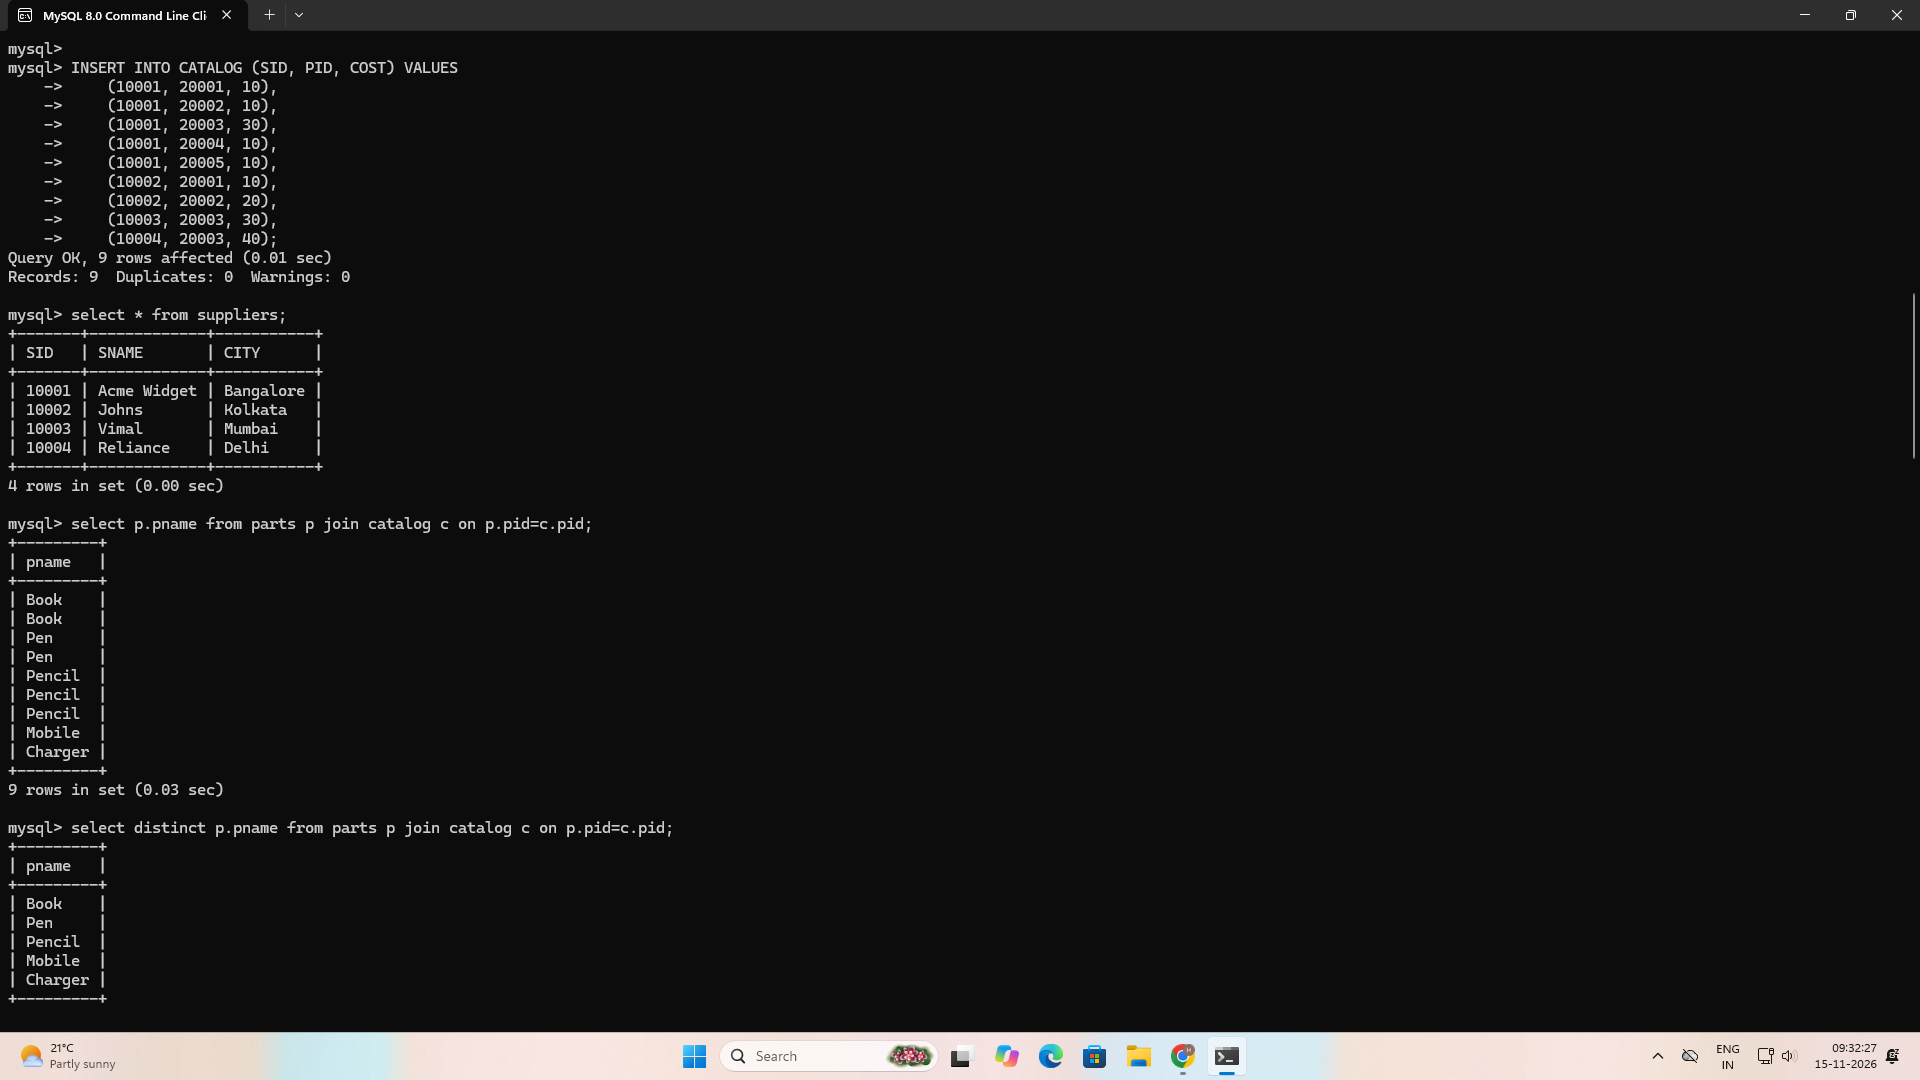 MySQL 8.0 Command Line Cli
mysql>
mysql> INSERT INTO CATALOG (SID, PID, COST) VALUES
    ->     (10001, 20001, 10),
    ->     (10001, 20002, 10),
    ->     (10001, 20003, 30),
    ->     (10001, 20004, 10),
    ->     (10001, 20005, 10),
    ->     (10002, 20001, 10),
    ->     (10002, 20002, 20),
    ->     (10003, 20003, 30),
    ->     (10004, 20003, 40);
Query OK, 9 rows affected (0.01 sec)
Records: 9  Duplicates: 0  Warnings: 0
mysql> select * from suppliers;
+-------+-------------+-----------+
| SID   | SNAME       | CITY      |
+-------+-------------+-----------+
| 10001 | Acme Widget | Bangalore |
| 10002 | Johns       | Kolkata   |
| 10003 | Vimal       | Mumbai    |
| 10004 | Reliance    | Delhi     |
+-------+-------------+-----------+
4 rows in set (0.00 sec)
mysql> select p.pname from parts p join catalog c on p.pid=c.pid;
+---------+
| pname   |
+---------+
| Book    |
| Book    |
| Pen     |
| Pen     |
| Pencil  |
| Pencil  |
| Pencil  |
| Mobile  |
| Charger |
+---------+
9 rows in set (0.03 sec)
mysql> select distinct p.pname from parts p join catalog c on p.pid=c.pid;
+---------+
| pname   |
+---------+
| Book    |
| Pen     |
| Pencil  |
| Mobile  |
| Charger |
+---------+
21°C
Partly sunny
Search
ENG
IN
09:32:27
15-11-2026